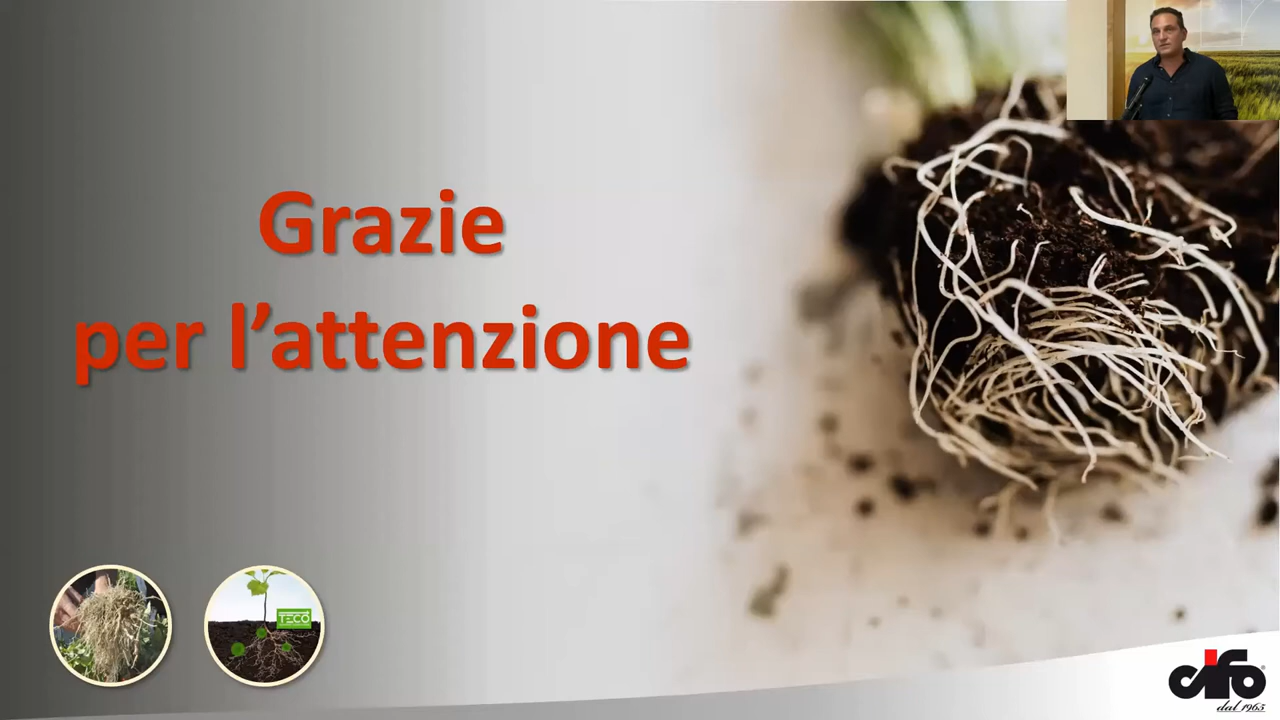 Grazie
per l’attenzione
TECO
cifo®
dal 1965